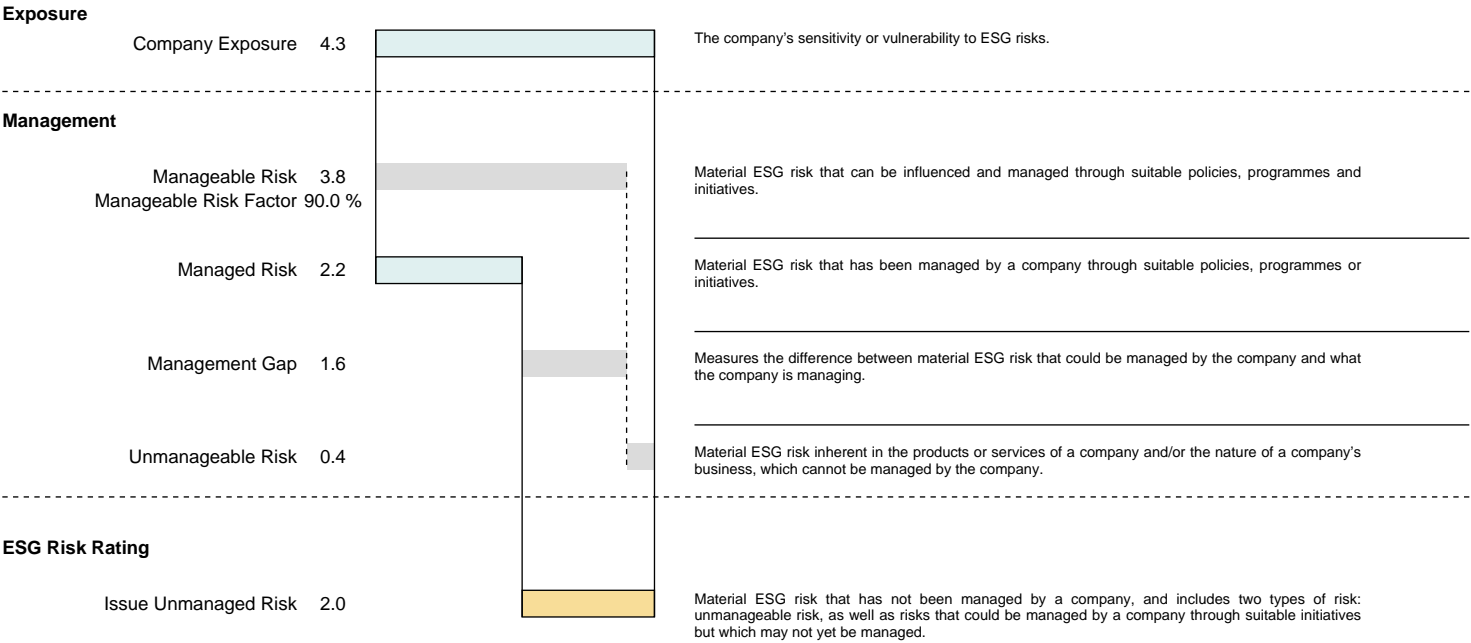 Exposure
Company Exposure 4.3
The company’s sensitivity or vulnerability to ESG risks.
Management
Manageable Risk 3.8
Manageable Risk Factor 90.0 %
Material ESG risk that can be influenced and managed through suitable policies, programmes and
initiatives.
Managed Risk 2.2
Material ESG risk that has been managed by a company through suitable policies, programmes or
initiatives.
Management Gap 1.6
Measures the difference between material ESG risk that could be managed by the company and what
the company is managing.
Unmanageable Risk 0.4
Material ESG risk inherent in the products or services of a company and/or the nature of a company’s
business, which cannot be managed by the company.
ESG Risk Rating
Issue Unmanaged Risk 2.0
Material ESG risk that has not been managed by a company, and includes two types of risk:
unmanageable risk, as well as risks that could be managed by a company through suitable initiatives
but which may not yet be managed.